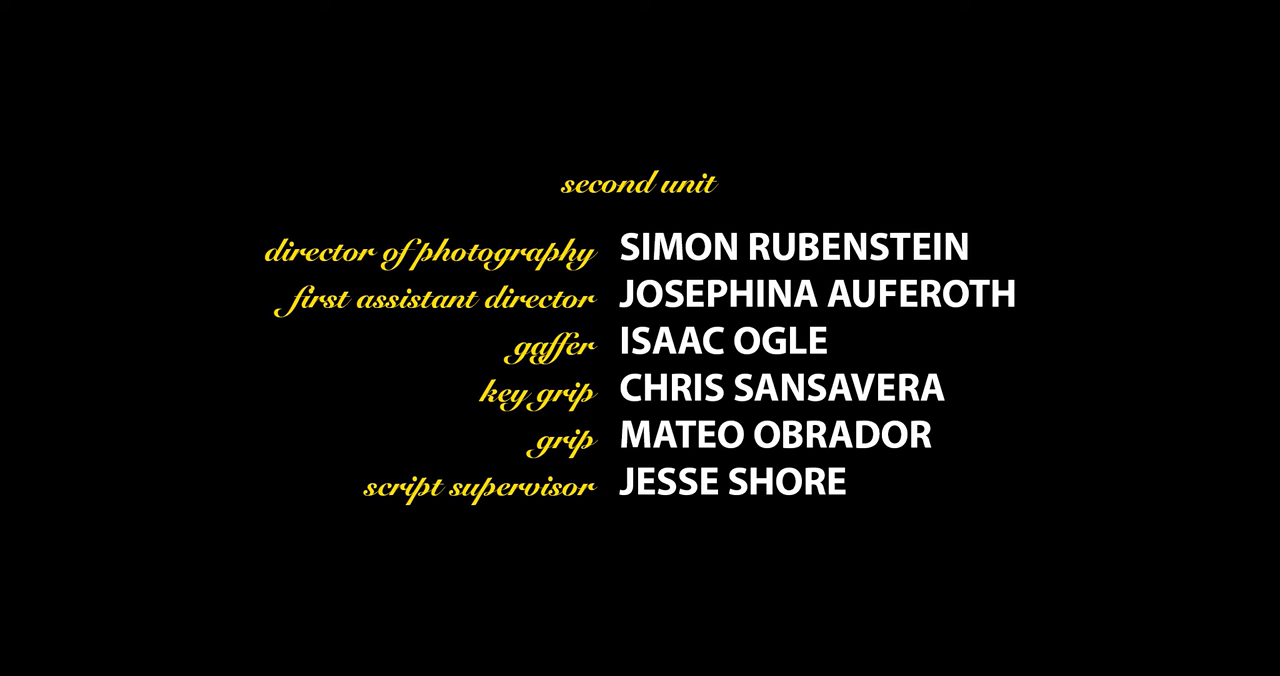 second unit
director of photography SIMON RUBENSTEIN
first assistant director JOSEPHINA AUFEROTH
gaffer ISAAC OGLE
key grip CHRIS SANSAVERA
grip MATEO OBRADOR
script supervisor JESSE SHORE